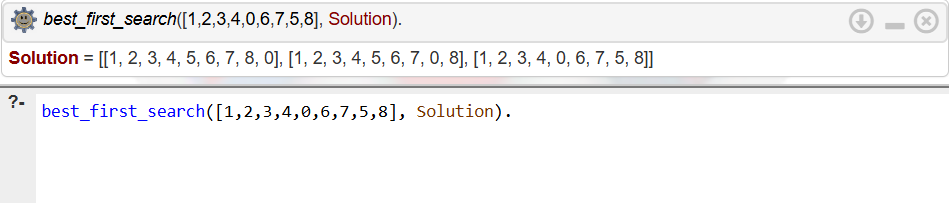 best_first_search([1,2,3,4,0,6,7,5,8], Solution).
Solution = [[1, 2, 3, 4, 5, 6, 7, 8, 0], [1, 2, 3, 4, 5, 6, 7, 0, 8], [1, 2, 3, 4, 0, 6, 7, 5, 8]]
?- best_first_search([1,2,3,4,0,6,7,5,8], Solution).